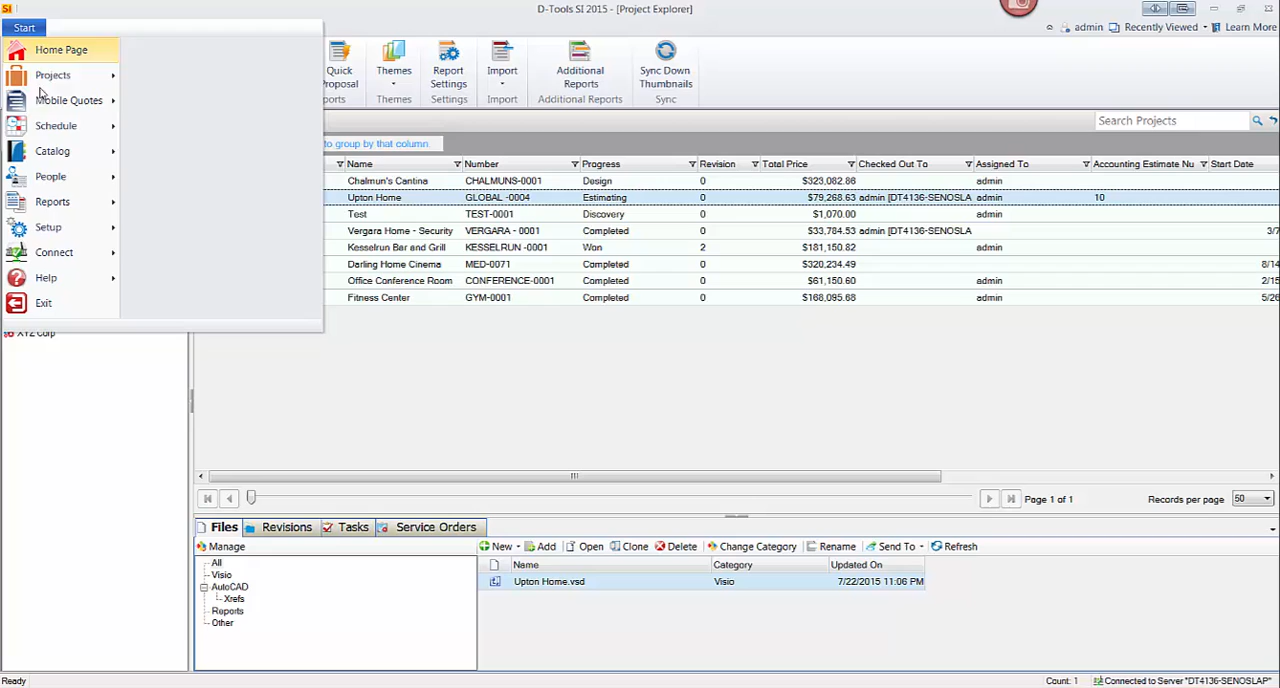 SI
D-Tools SI 2015 - [Project Explorer]
Start
admin
Recently Viewed
Learn More
Home Page
Projects
Mobile Quotes
Schedule
Catalog
People
Reports
Setup
Connect
Help
Exit
Quick
Themes
Report
Settings
Import
Additional
Reports
Sync Down
Thumbnails
Themes
Settings
Import
Additional Reports
Sync
Search Projects
to group by that column.
Name Number Progress Revision Total Price Checked Out To Assigned To Accounting Estimate Nu Start Date
Chalmun's Cantina CHALMUNS-0001 Design 0 $323,082.86 admin
Upton Home GLOBAL -0004 Estimating 0 $79,268.63 admin [DT4136-SENOSLA admin 10
Test TEST-0001 Discovery 0 $1,070.00 admin
Vergara Home - Security VERGARA - 0001 Completed 0 $33,784.53 admin [DT4136-SENOSLA 3/7
Kesselrun Bar and Grill KESSELRUN -0001 Won 2 $181,150.82 admin
Darling Home Cinema MED-0071 Completed 0 $320,234.49 8/14
Office Conference Room CONFERENCE-0001 Completed 0 $61,150.60 admin 2/15
Fitness Center GYM-0001 Completed 0 $168,095.68 admin 5/26
XYZ Corp
Page 1 of 1
Records per page 50
Files Revisions Tasks Service Orders
Manage
New Add Open Clone Delete Change Category Rename Send To Refresh
All
Visio
AutoCAD
Xrefs
Reports
Other
Name Category Updated On
Upton Home.vsd Visio 7/22/2015 11:06 PM
Ready
Count: 1
Connected to Server "DT4136-SENOSLAP"